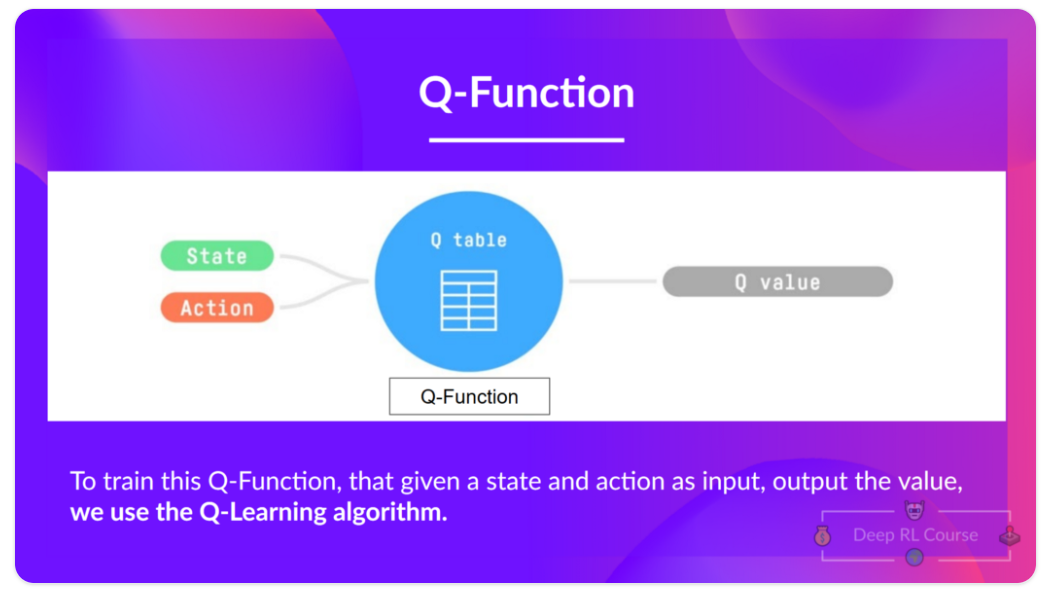 Q-Function
State
Action
Q table
Q value
Q-Function
To train this Q-Function, that given a state and action as input, output the value,
we use the Q-Learning algorithm.
Deep RL Course